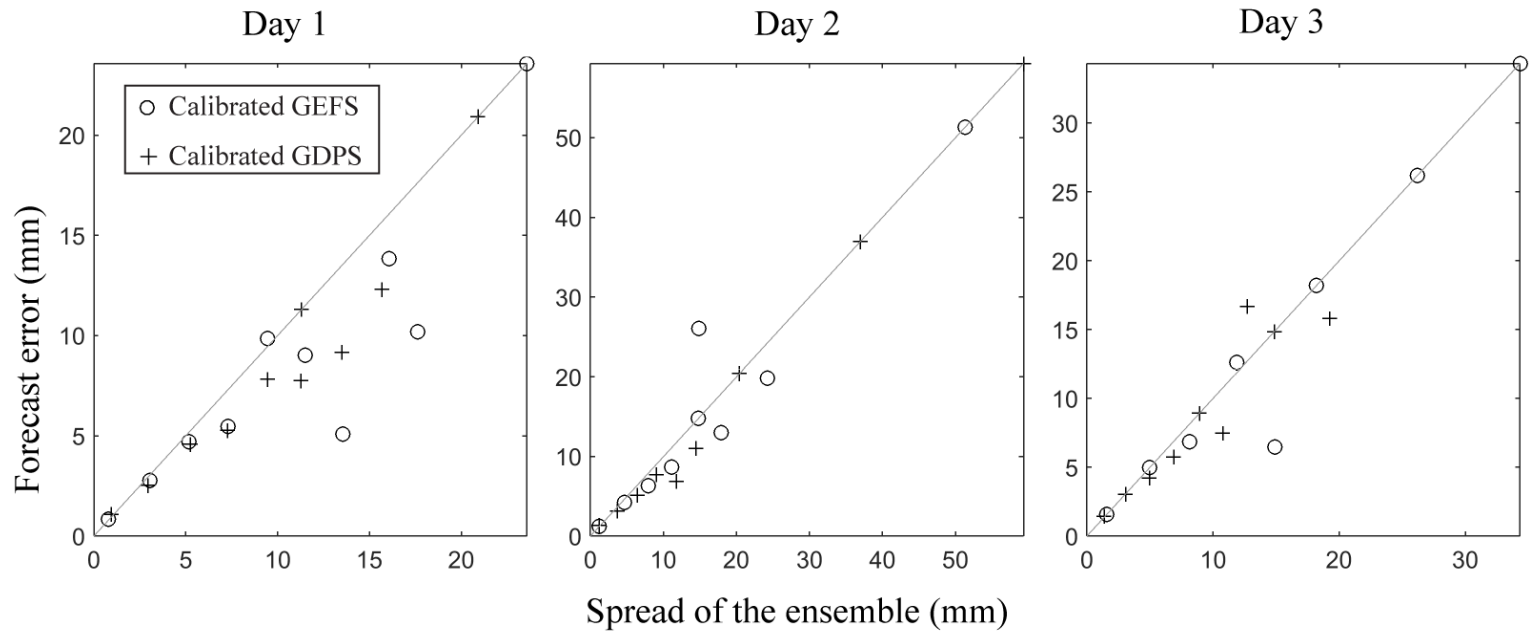 Day 1
Day 2
Day 3
Calibrated GEFS
Calibrated GDPS
Forecast error (mm)
20
15
10
5
0
0 5 10 15 20
50
40
30
20
10
0
0 10 20 30 40 50
30
25
20
15
10
5
0
0 10 20 30
Spread of the ensemble (mm)